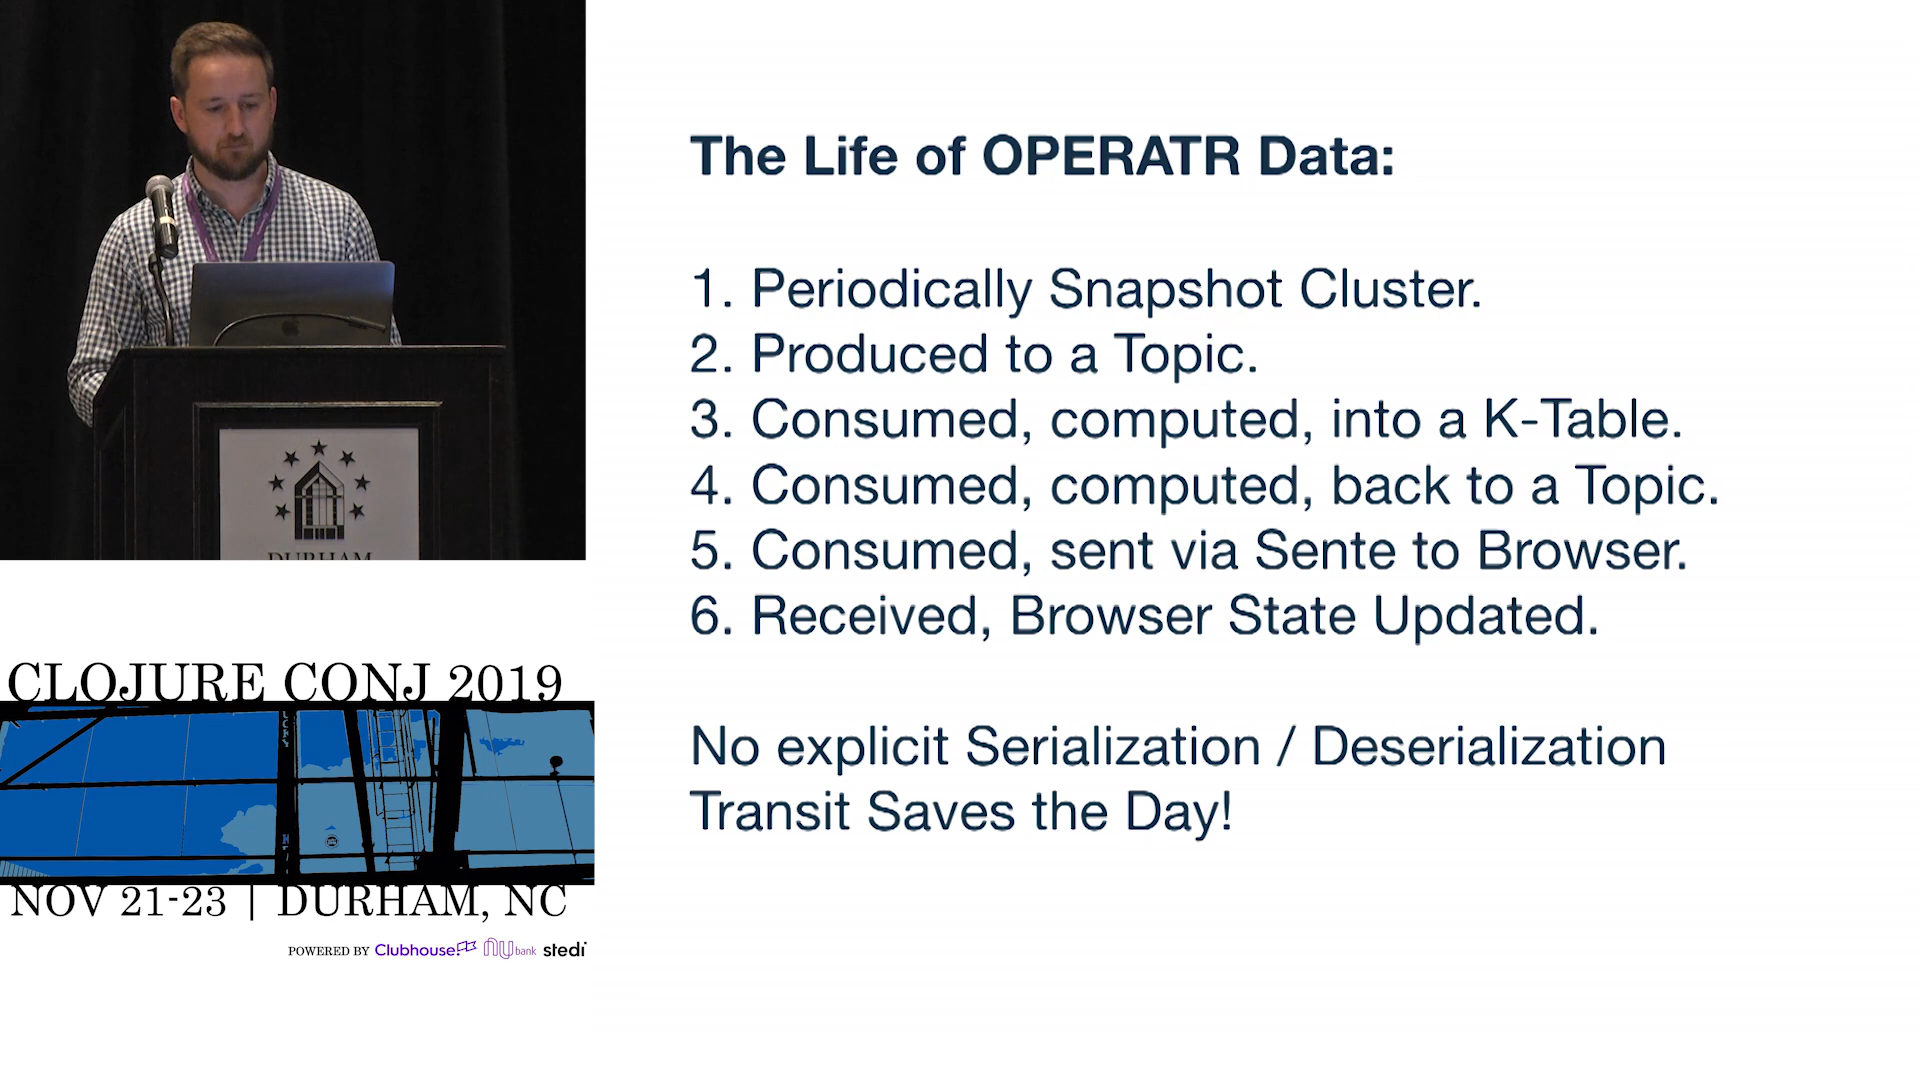 The Life of OPERATR Data:
1. Periodically Snapshot Cluster.
2. Produced to a Topic.
3. Consumed, computed, into a K-Table.
4. Consumed, computed, back to a Topic.
5. Consumed, sent via Sente to Browser.
6. Received, Browser State Updated.
No explicit Serialization / Deserialization
Transit Saves the Day!
DURHAM
CLOJURE CONJ 2019
NOV 21-23 | DURHAM, NC
POWERED BY Clubhouse nu bank stedi